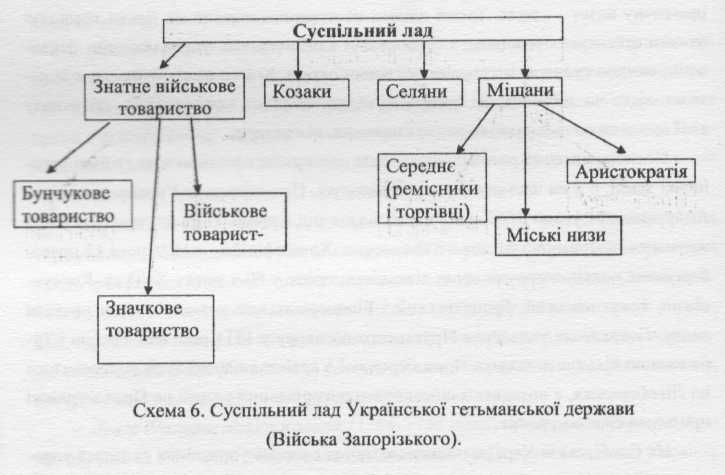 Суспільний лад
Знатне військове
товариство
Козаки
Селяни
Міщани
Бунчукове
товариство
Військове
товарист-
Середнє
(ремісники
і торгівці)
Міські низи
Аристократія
Значкове
товариство
Схема 6. Суспільний лад Української гетьманської держави
(Війська Запорізького).